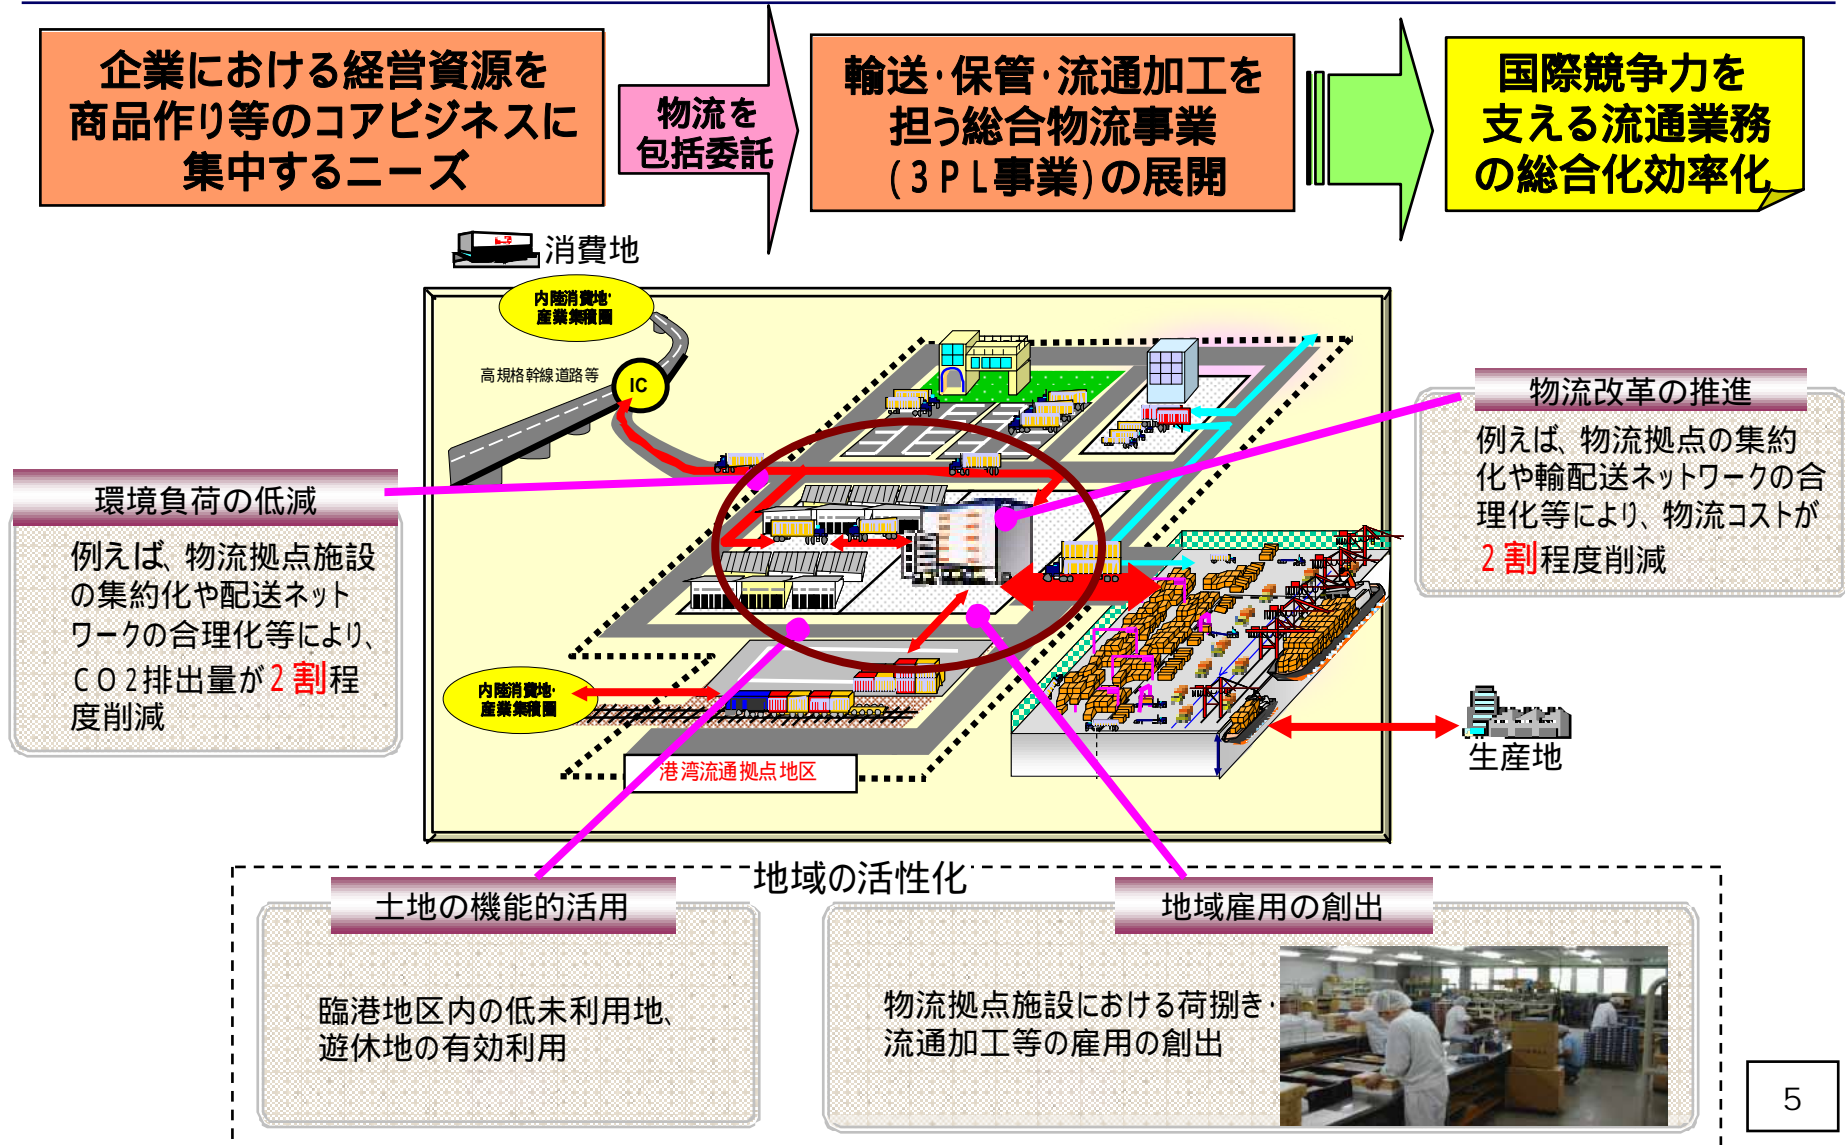 企業における経営資源を
商品作り等のコアビジネスに
集中するニーズ
物流を
包括委託
輸送・保管・流通加工を
担う総合物流事業
(3PL事業)の展開
国際競争力を
支える流通業務
の総合化効率化
消費地
内陸消費地・
産業集積圏
高規格幹線道路等
IC
物流改革の推進
例えば、物流拠点の集約
化や輸配送ネットワークの合
理化等により、物流コストが
2割程度削減
環境負荷の低減
例えば、物流拠点施設
の集約化や配送ネット
ワークの合理化等により、
CO2排出量が2割程
度削減
内陸消費地・
産業集積圏
港湾流通拠点地区
生産地
地域の活性化
土地の機能的活用
臨港地区内の低未利用地、
遊休地の有効利用
地域雇用の創出
物流拠点施設における荷捌き・
流通加工等の雇用の創出
5